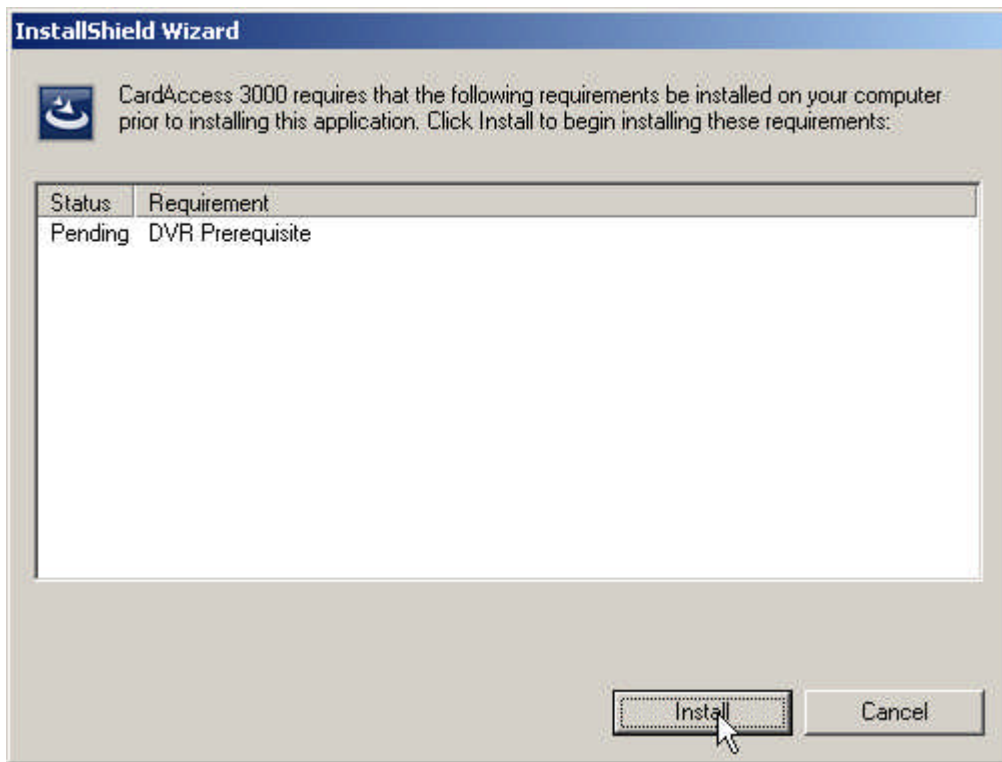 InstallShield Wizard
CardAccess 3000 requires that the following requirements be installed on your computer
prior to installing this application. Click Install to begin installing these requirements:
Status Requirement
Pending DVR Prerequisite
Install Cancel